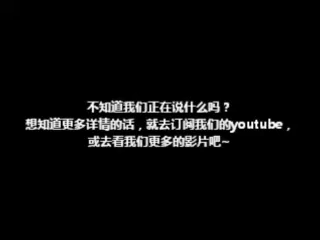 不知道我们正在说什么吗？
想知道更多详情的话，就去订阅我们的youtube，
或去看我们更多的影片吧~